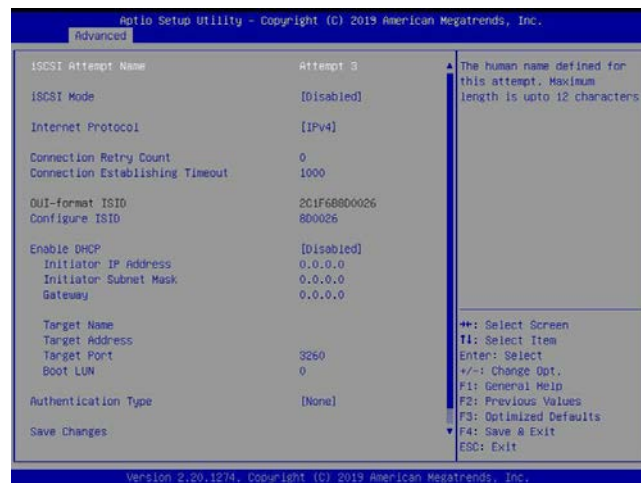 Aptio Setup Utility - Copyright (C) 2019 American Megatrends, Inc.
Advanced
iSCSI Attempt Name Attempt 3
iSCSI Mode [Disabled]
Internet Protocol [IPv4]
Connection Retry Count 0
Connection Establishing Timeout 1000
OUI-format ISID 2C1F6B8D0026
Configure ISID 8D0026
Enable DHCP [Disabled]
Initiator IP Address 0.0.0.0
Initiator Subnet Mask 0.0.0.0
Gateway 0.0.0.0
Target Name
Target Address
Target Port 3260
Boot LUN 0
Authentication Type [None]
Save Changes
The human name defined for
this attempt. Maximum
length is upto 12 characters
→←: Select Screen
↑↓: Select Item
Enter: Select
+/-: Change Opt.
F1: General Help
F2: Previous Values
F3: Optimized Defaults
F4: Save & Exit
ESC: Exit
Version 2.20.1274. Copyright (C) 2019 American Megatrends, Inc.